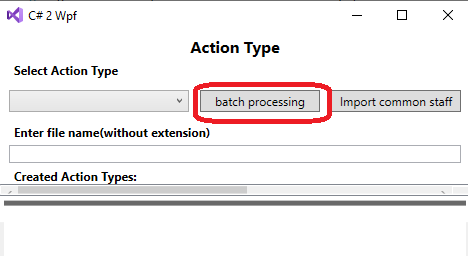 C# 2 Wpf
Action Type
Select Action Type
batch processing
Import common staff
Enter file name(without extension)
Created Action Types: